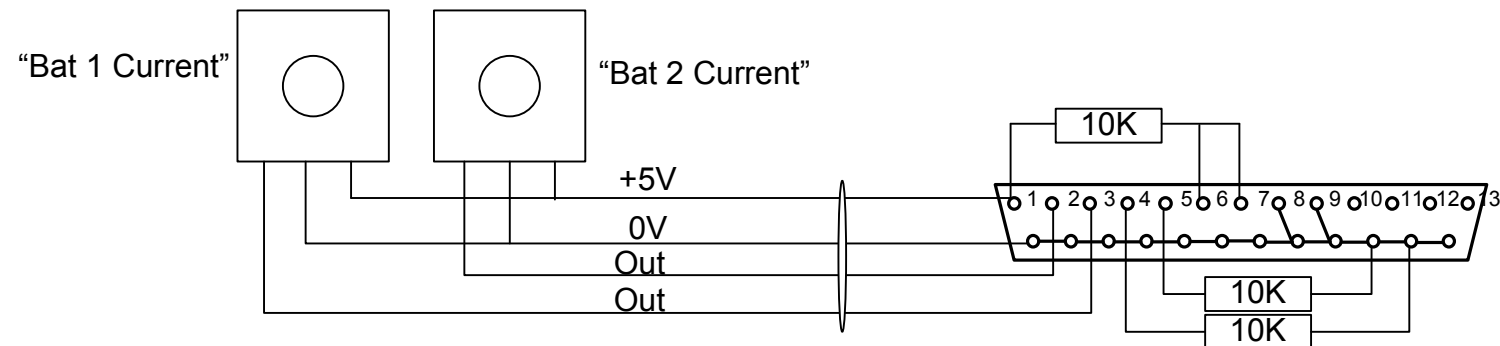 “Bat 1 Current”
“Bat 2 Current”
10K
+5V
1 2 3 4 5 6 7 8 9 10 11 12 13
0V
Out
Out
10K
10K